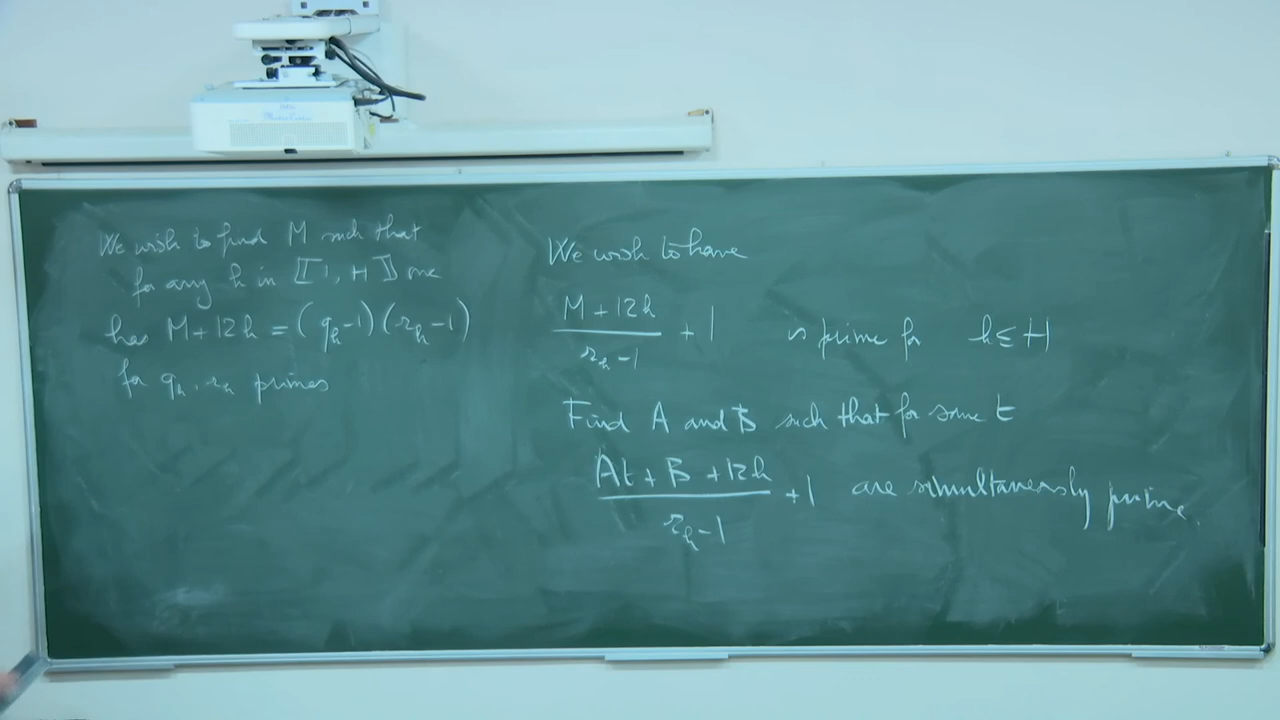 We wish to find M such that
for any h in ⟦1, H⟧ one
has M+12h = (q_h-1)(r_h-1)
for q_h, r_h primes
We wish to have
\frac{M+12h}{r_h-1} + 1 is prime for h ≤ H
Find A and B such that for some t
\frac{At + B + 12h}{r_h-1} + 1 are simultaneously prime.